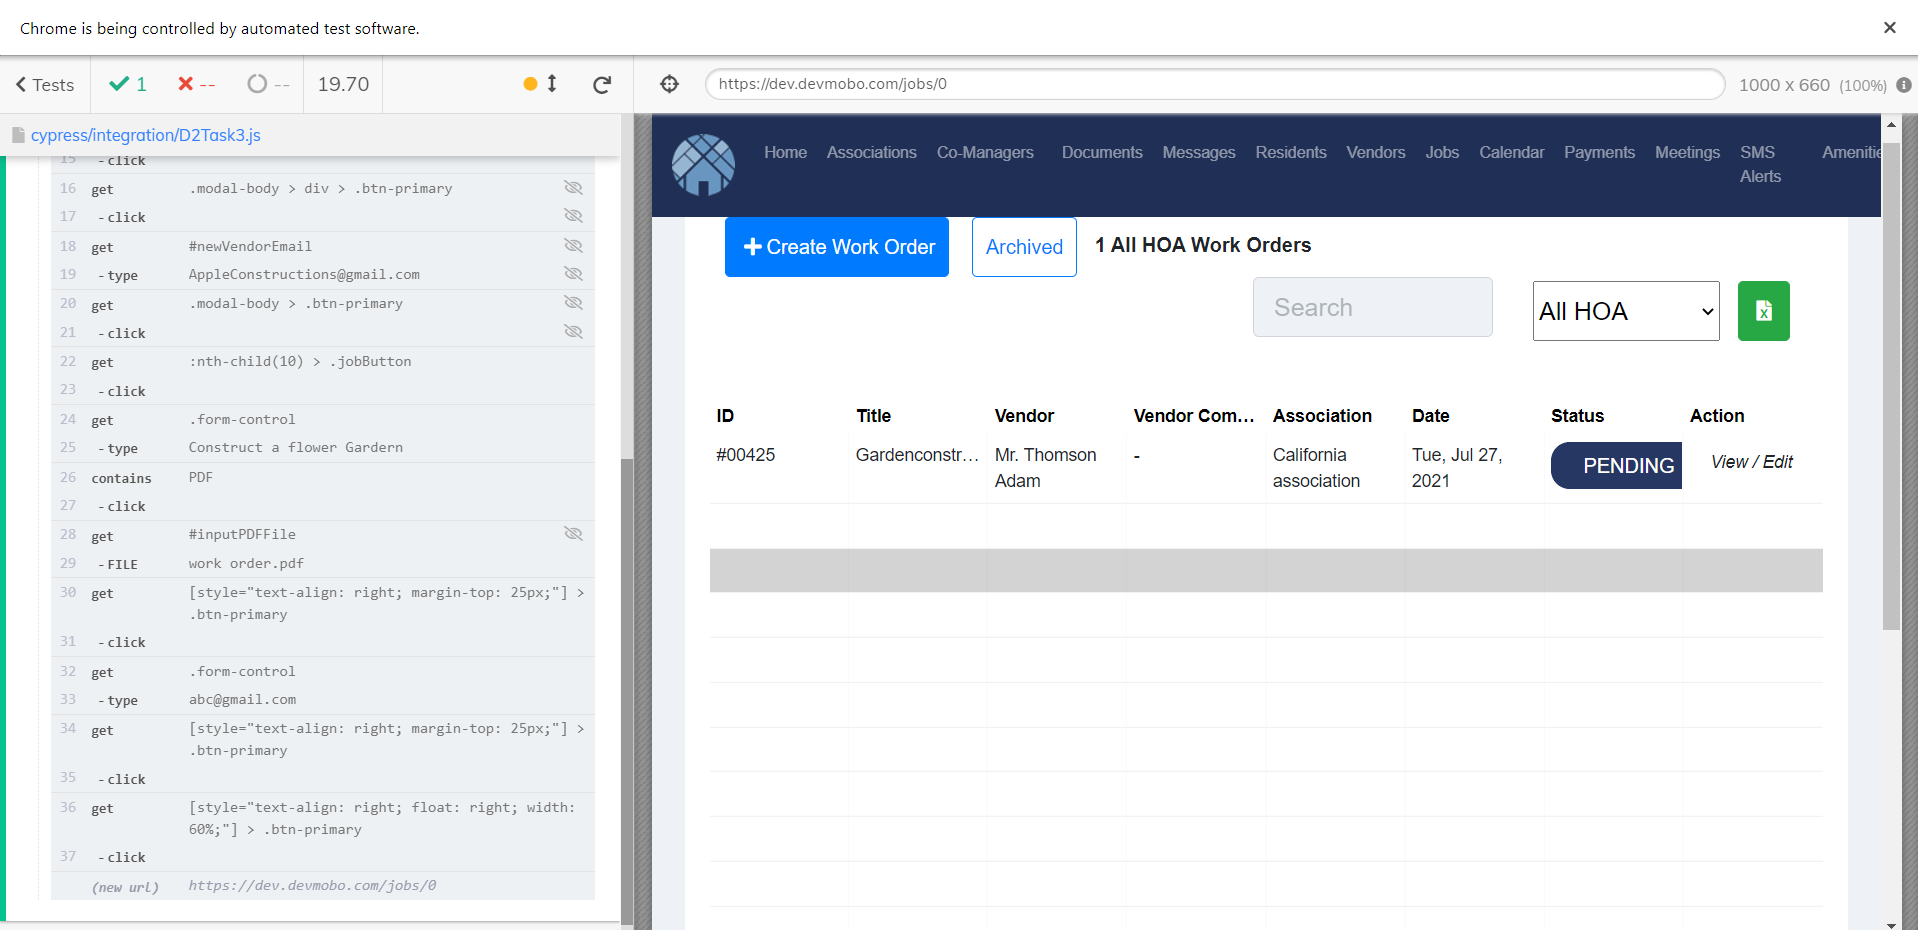 Chrome is being controlled by automated test software.
Tests 1 -- -- 19.70
https://dev.devmobo.com/jobs/0
1000 x 660 (100%)
cypress/integration/D2Task3.js
15 - click
16 get .modal-body > div > .btn-primary
17 - click
18 get #newVendorEmail
19 - type AppleConstructions@gmail.com
20 get .modal-body > .btn-primary
21 - click
22 get :nth-child(10) > .jobButton
23 - click
24 get .form-control
25 - type Construct a flower Gardern
26 contains PDF
27 - click
28 get #inputPDFFile
29 - FILE work order.pdf
30 get [style="text-align: right; margin-top: 25px;"] >
.btn-primary
31 - click
32 get .form-control
33 - type abc@gmail.com
34 get [style="text-align: right; margin-top: 25px;"] >
.btn-primary
35 - click
36 get [style="text-align: right; float: right; width:
60%;"] > .btn-primary
37 - click
(new url) https://dev.devmobo.com/jobs/0
Home Associations Co-Managers Documents Messages Residents Vendors Jobs Calendar Payments Meetings SMS Amenitie
Alerts
Create Work Order Archived 1 All HOA Work Orders
Search All HOA
ID Title Vendor Vendor Com... Association Date Status Action
#00425 Gardenconstr... Mr. Thomson - California Tue, Jul 27, PENDING View / Edit
Adam association 2021